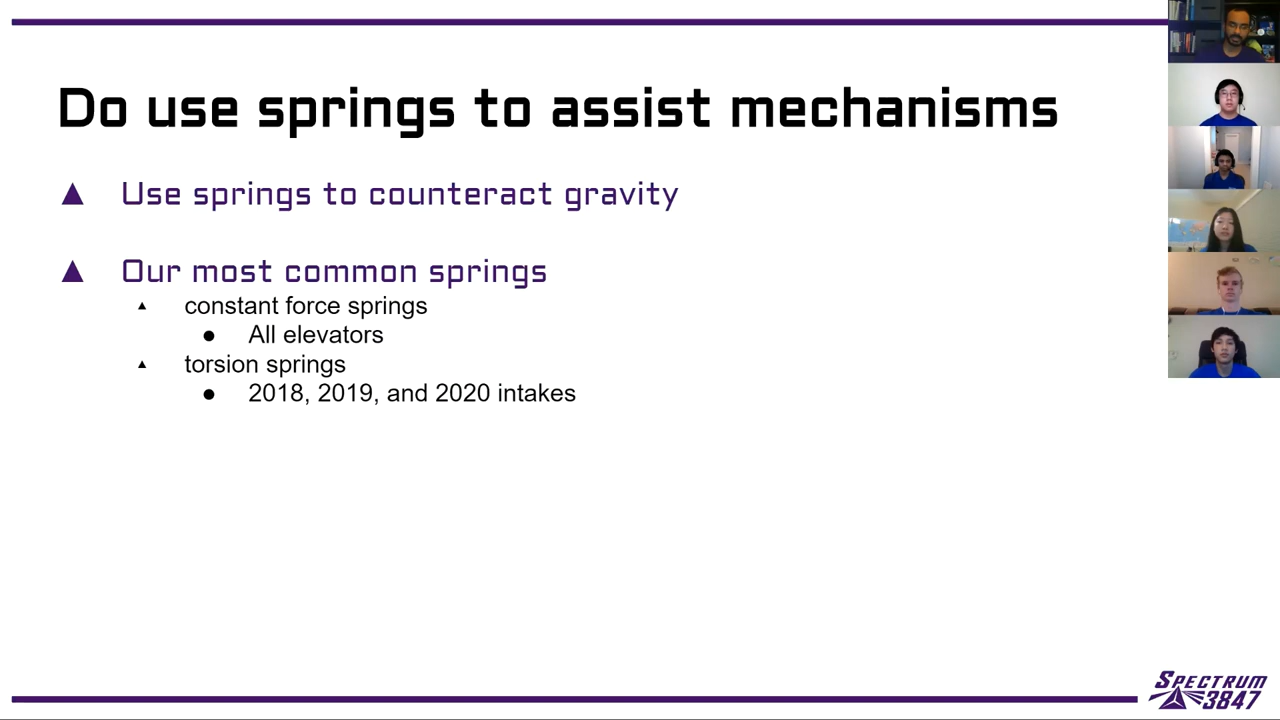 Do use springs to assist mechanisms
▲ Use springs to counteract gravity
▲ Our most common springs
▲ constant force springs
● All elevators
▲ torsion springs
● 2018, 2019, and 2020 intakes
SPECTRUM
3847